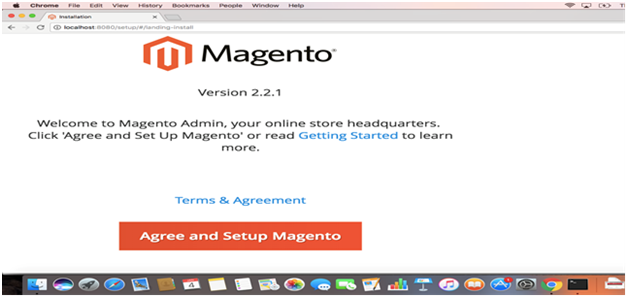 Chrome File Edit View History Bookmarks People Window Help
Installation
localhost:8080/setup/#/landing-install
Magento®
Version 2.2.1
Welcome to Magento Admin, your online store headquarters.
Click 'Agree and Set Up Magento' or read Getting Started to learn
more.
Terms & Agreement
Agree and Setup Magento